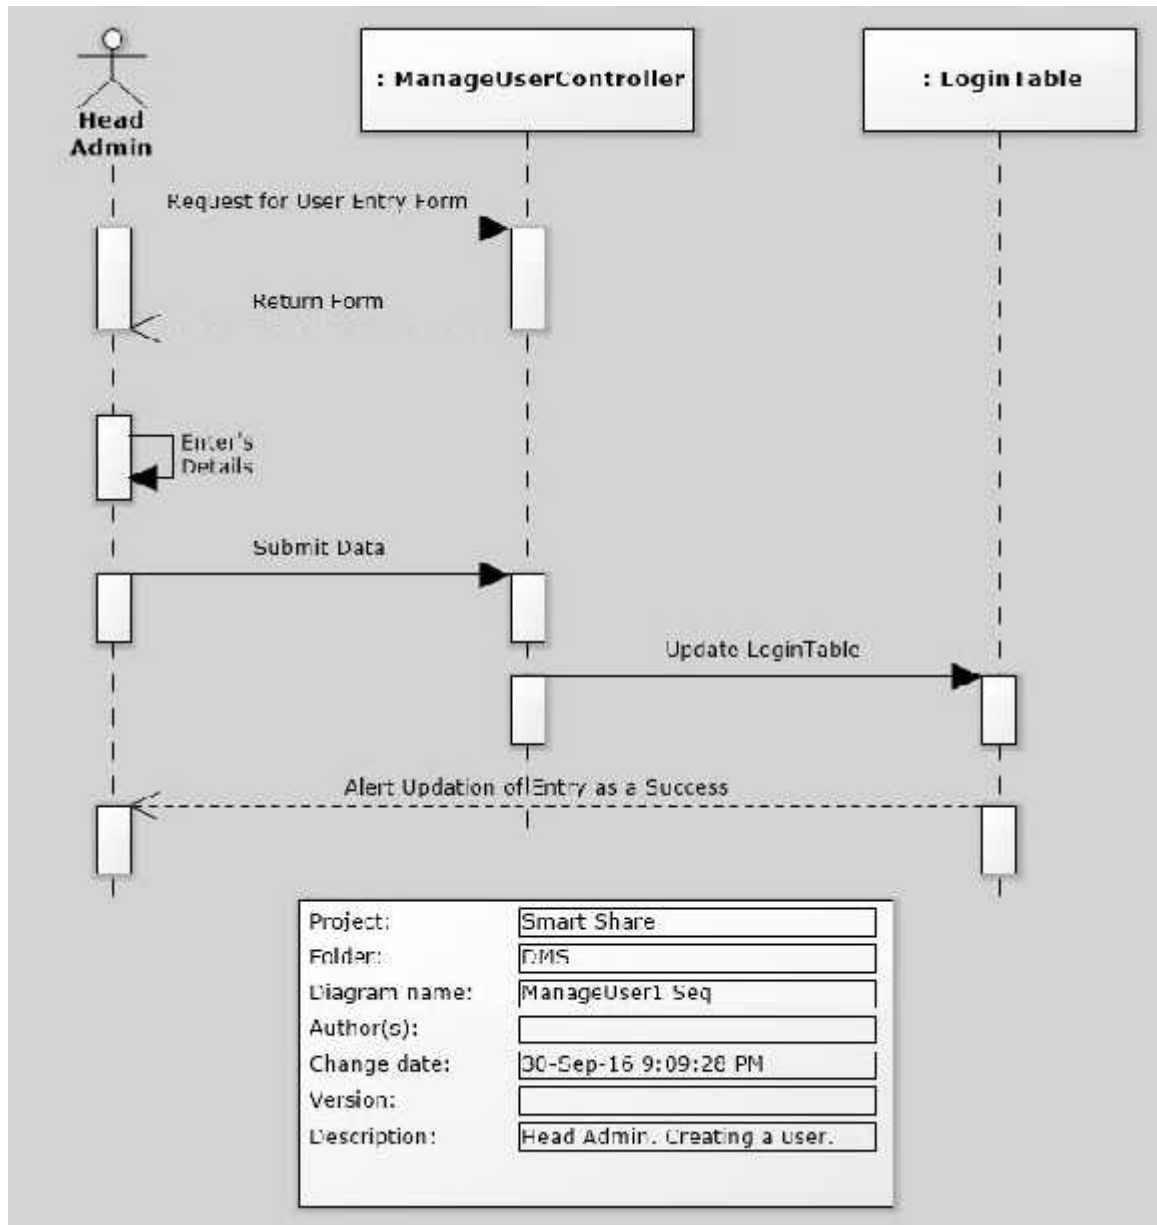 Head
Admin
: ManageUserController
: LoginTable
Request for User Entry Form
Return Form
Enter's
Details
Submit Data
Update LoginTable
Alert Updation of Entry as a Success
Project: Smart Share
Folder: DMS
Diagram name: ManageUser1 Seq
Author(s):
Change date: 30-Sep-16 9:09:28 PM
Version:
Description: Head Admin. Creating a user.